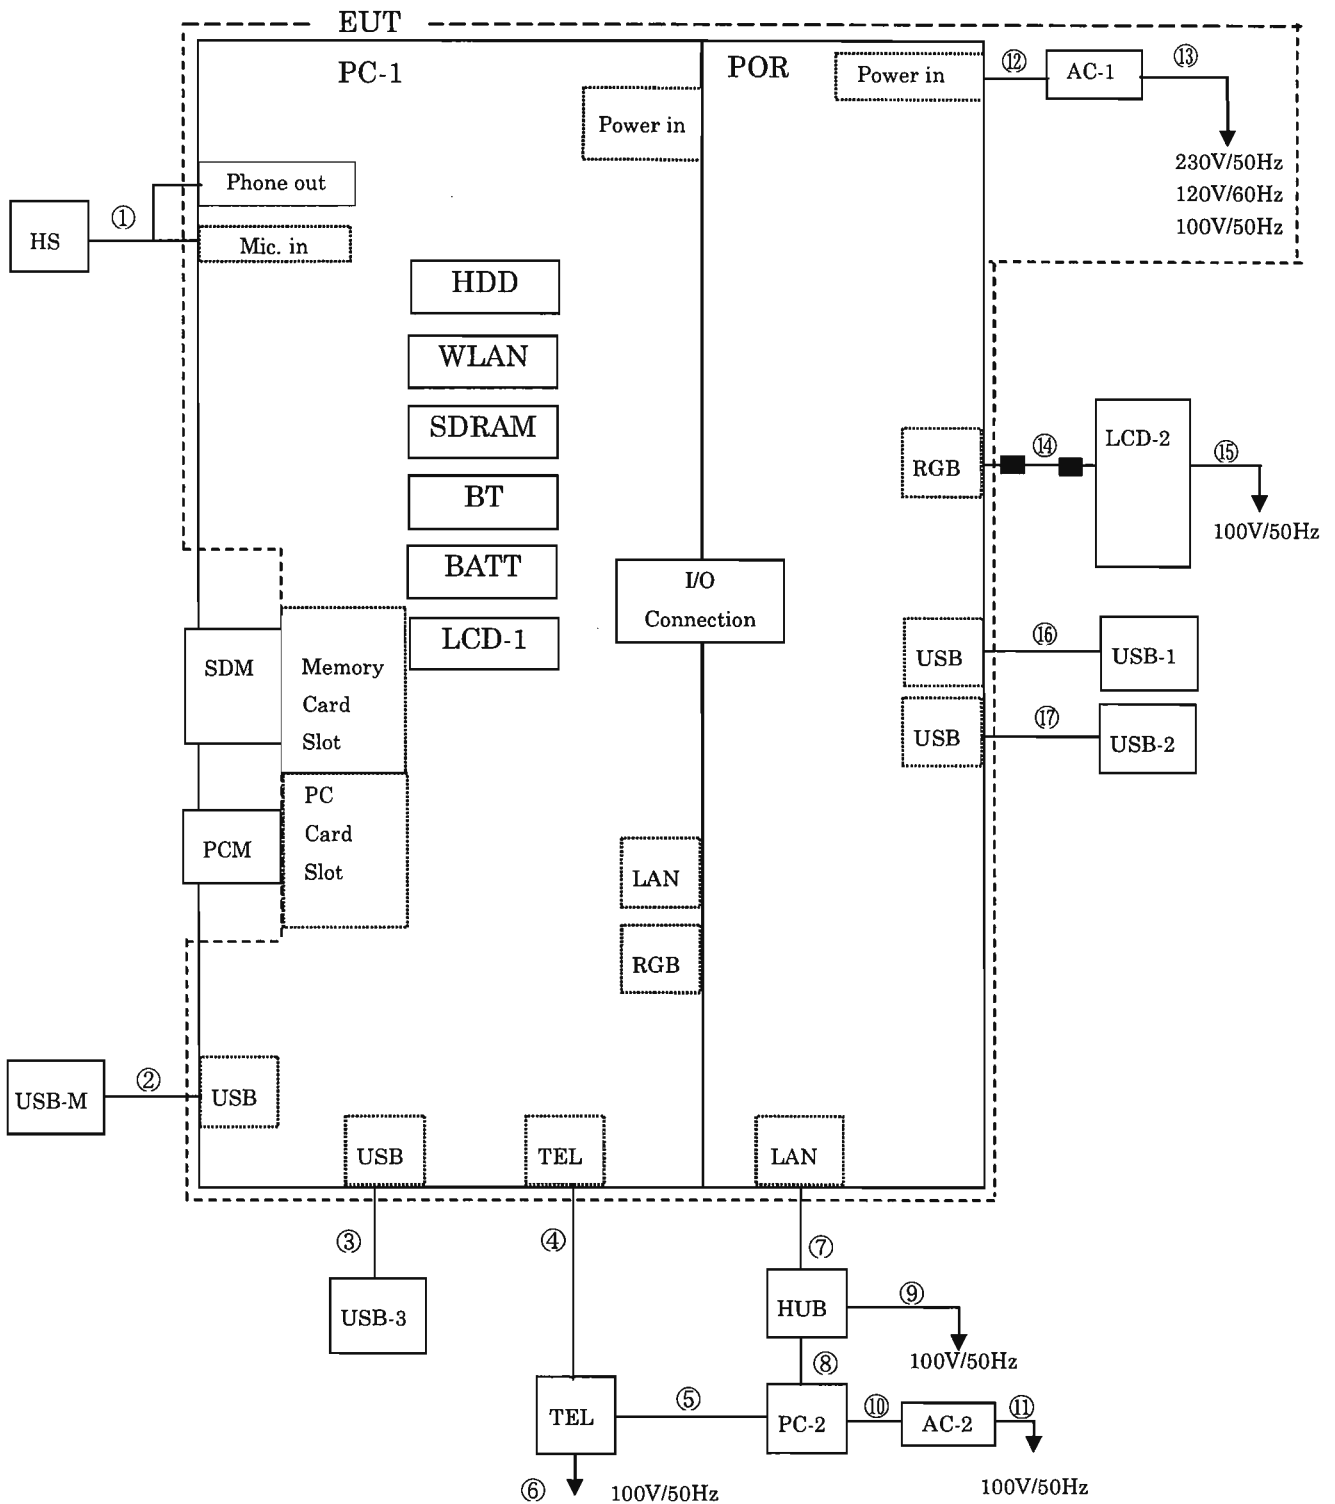 EUT
PC-1
POR
Power in
⑫
AC-1
⑬
Power in
230V/50Hz
120V/60Hz
100V/50Hz
Phone out
HS
①
Mic. in
HDD
WLAN
SDRAM
BT
BATT
LCD-1
RGB
⑭
LCD-2
⑮
100V/50Hz
I/O
Connection
SDM
Memory
Card
Slot
USB
⑯
USB-1
USB
⑰
USB-2
PCM
PC
Card
Slot
LAN
RGB
USB-M
②
USB
USB
TEL
LAN
③
④
⑦
USB-3
HUB
⑨
100V/50Hz
⑧
TEL
⑤
PC-2
⑩
AC-2
⑪
⑥
100V/50Hz
100V/50Hz